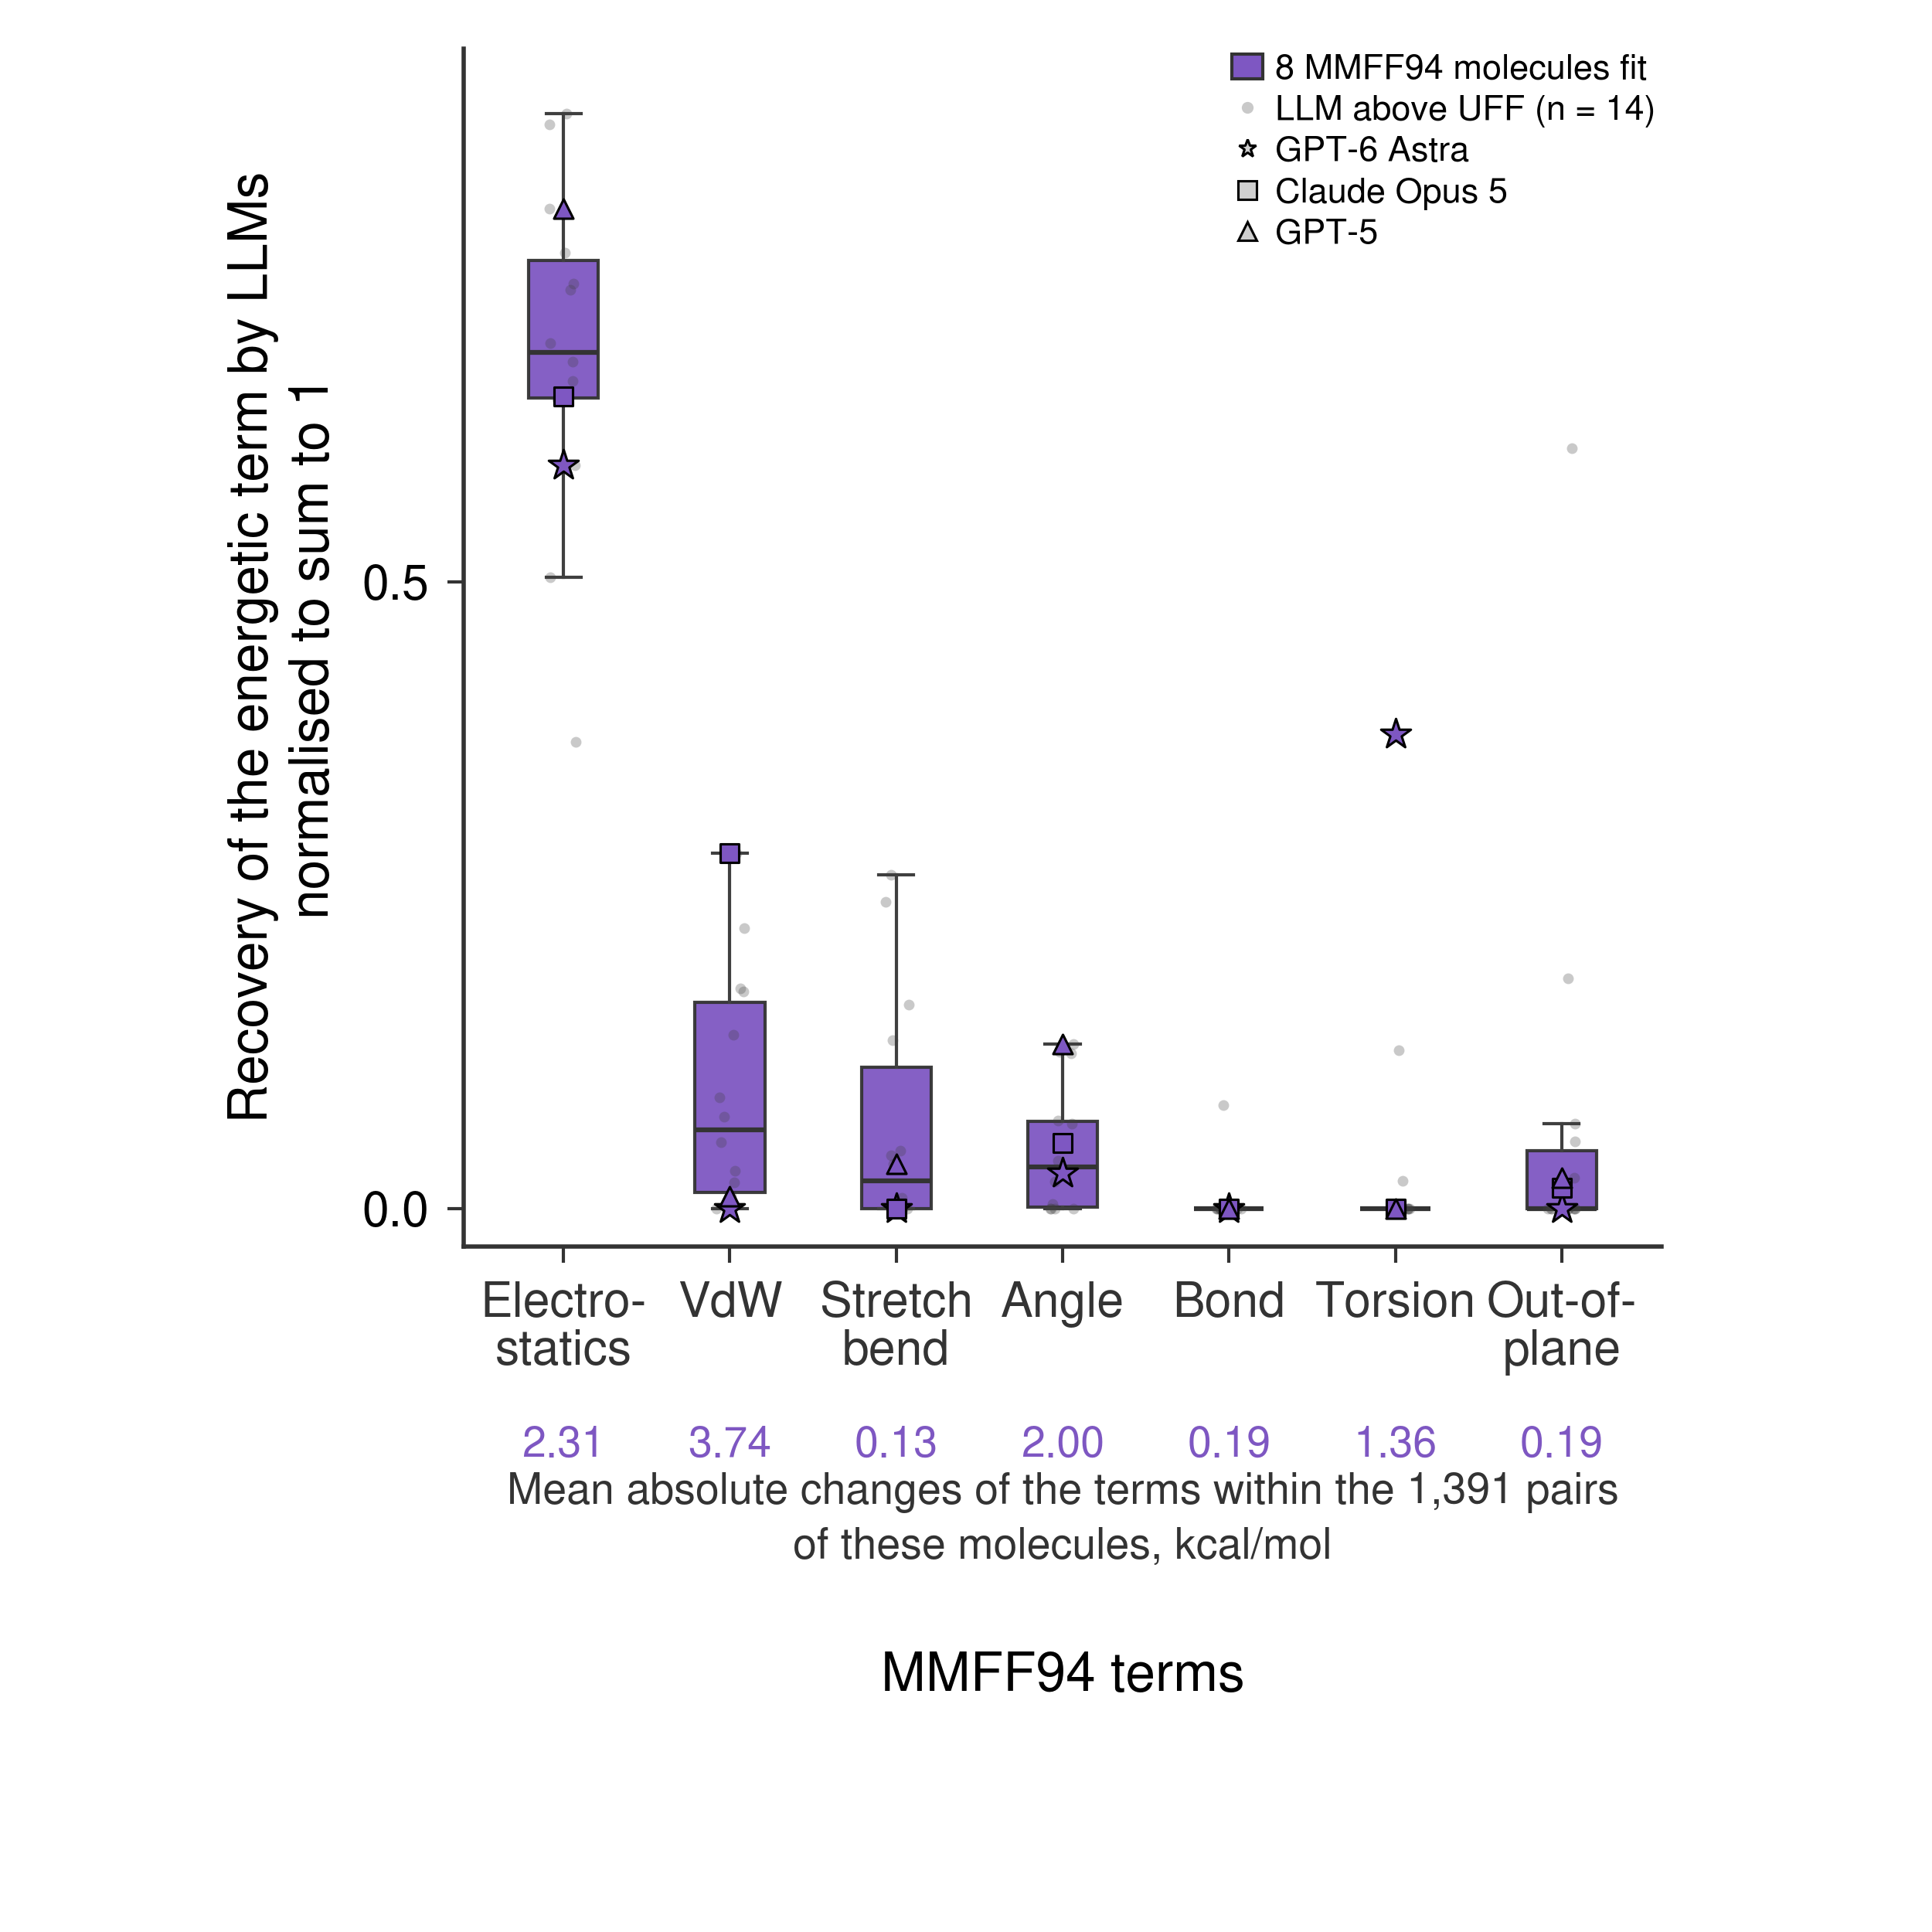 8 MMFF94 molecules fit
LLM above UFF (n = 14)
GPT-6 Astra
Claude Opus 5
GPT-5
Recovery of the energetic term by LLMs
normalised to sum to 1
0.5
0.0
Electro-
statics
VdW
Stretch
bend
Angle
Bond
Torsion
Out-of-
plane
2.31 3.74 0.13 2.00 0.19 1.36 0.19
Mean absolute changes of the terms within the 1,391 pairs
of these molecules, kcal/mol
MMFF94 terms